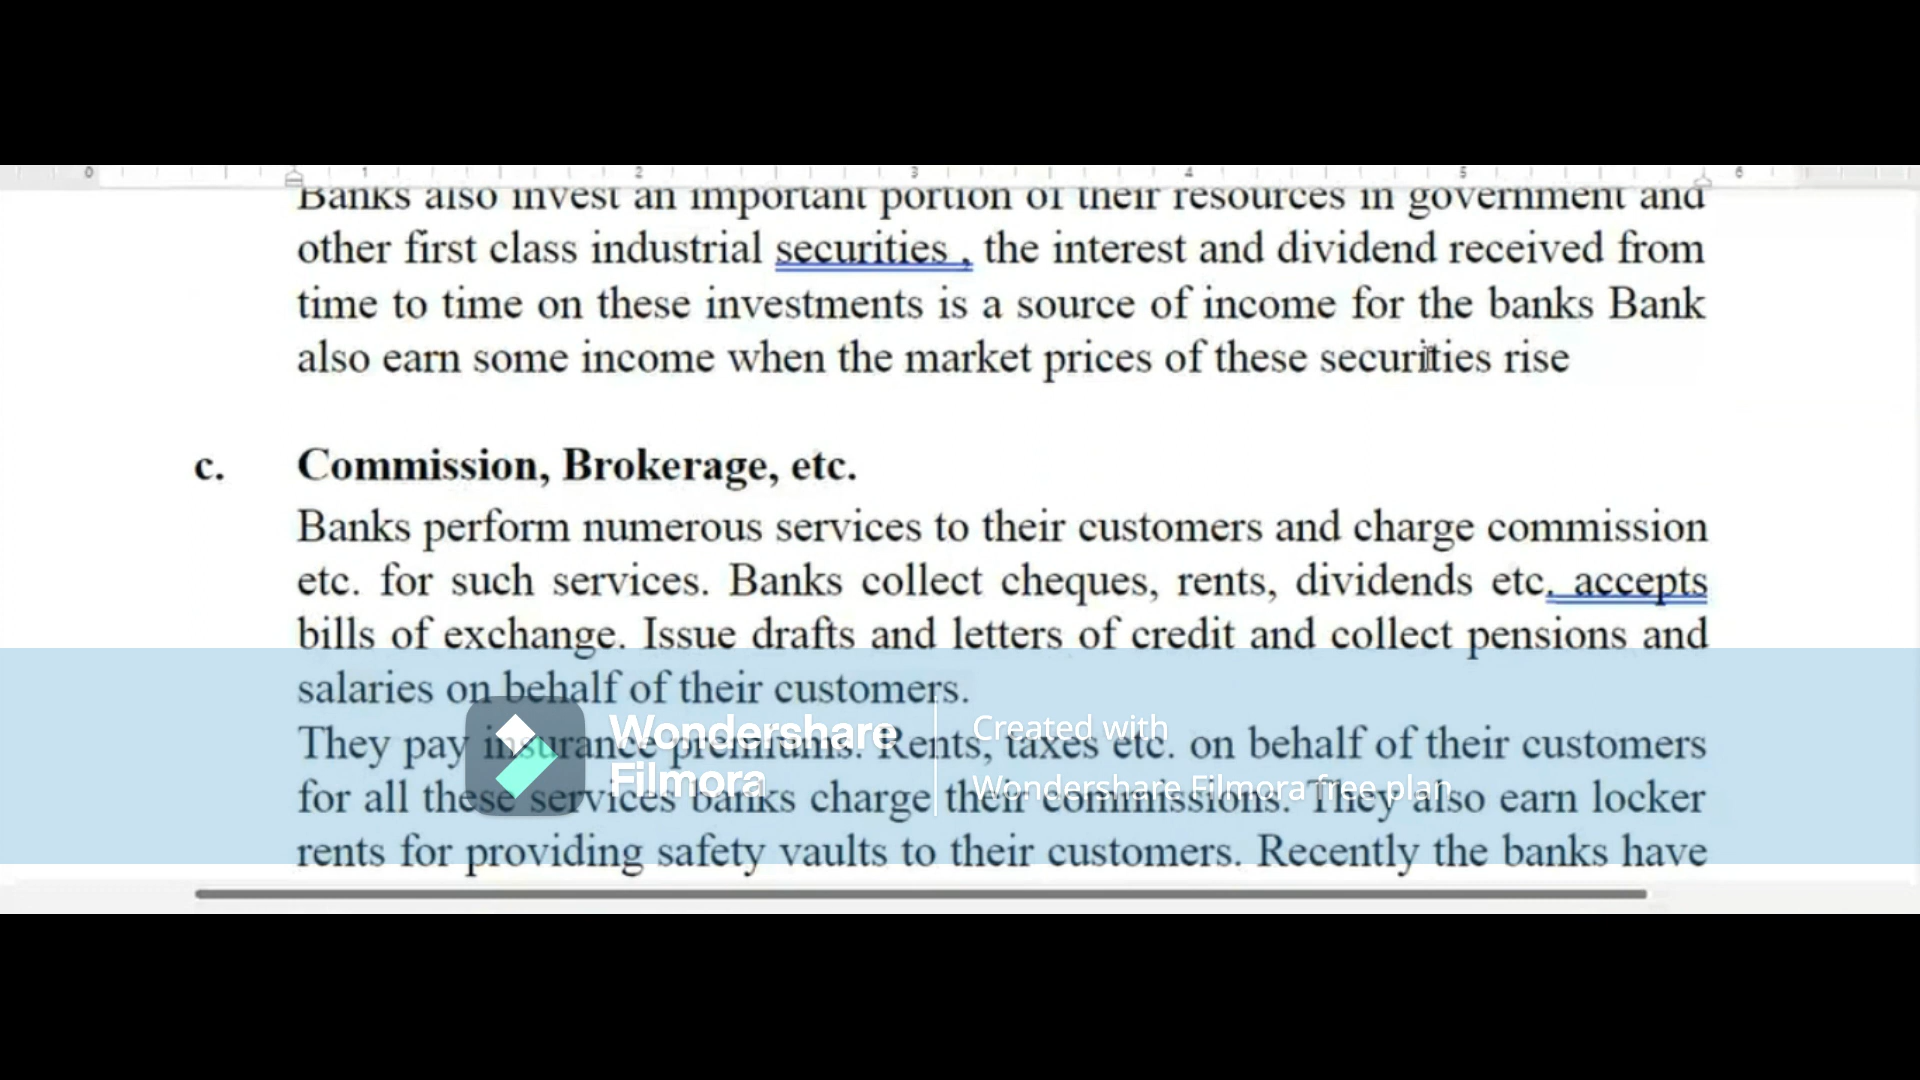 0 1 2 3 4 5 6
Banks also invest an important portion of their resources in government and
other first class industrial securities , the interest and dividend received from
time to time on these investments is a source of income for the banks Bank
also earn some income when the market prices of these securities rise
c. Commission, Brokerage, etc.
Banks perform numerous services to their customers and charge commission
etc. for such services. Banks collect cheques, rents, dividends etc. accepts
bills of exchange. Issue drafts and letters of credit and collect pensions and
salaries on behalf of their customers.
They pay insurance premiums. Rents, taxes etc. on behalf of their customers
for all these services banks charge their commissions. They also earn locker
rents for providing safety vaults to their customers. Recently the banks have
Wondershare
Filmora
Created with
Wondershare Filmora free plan